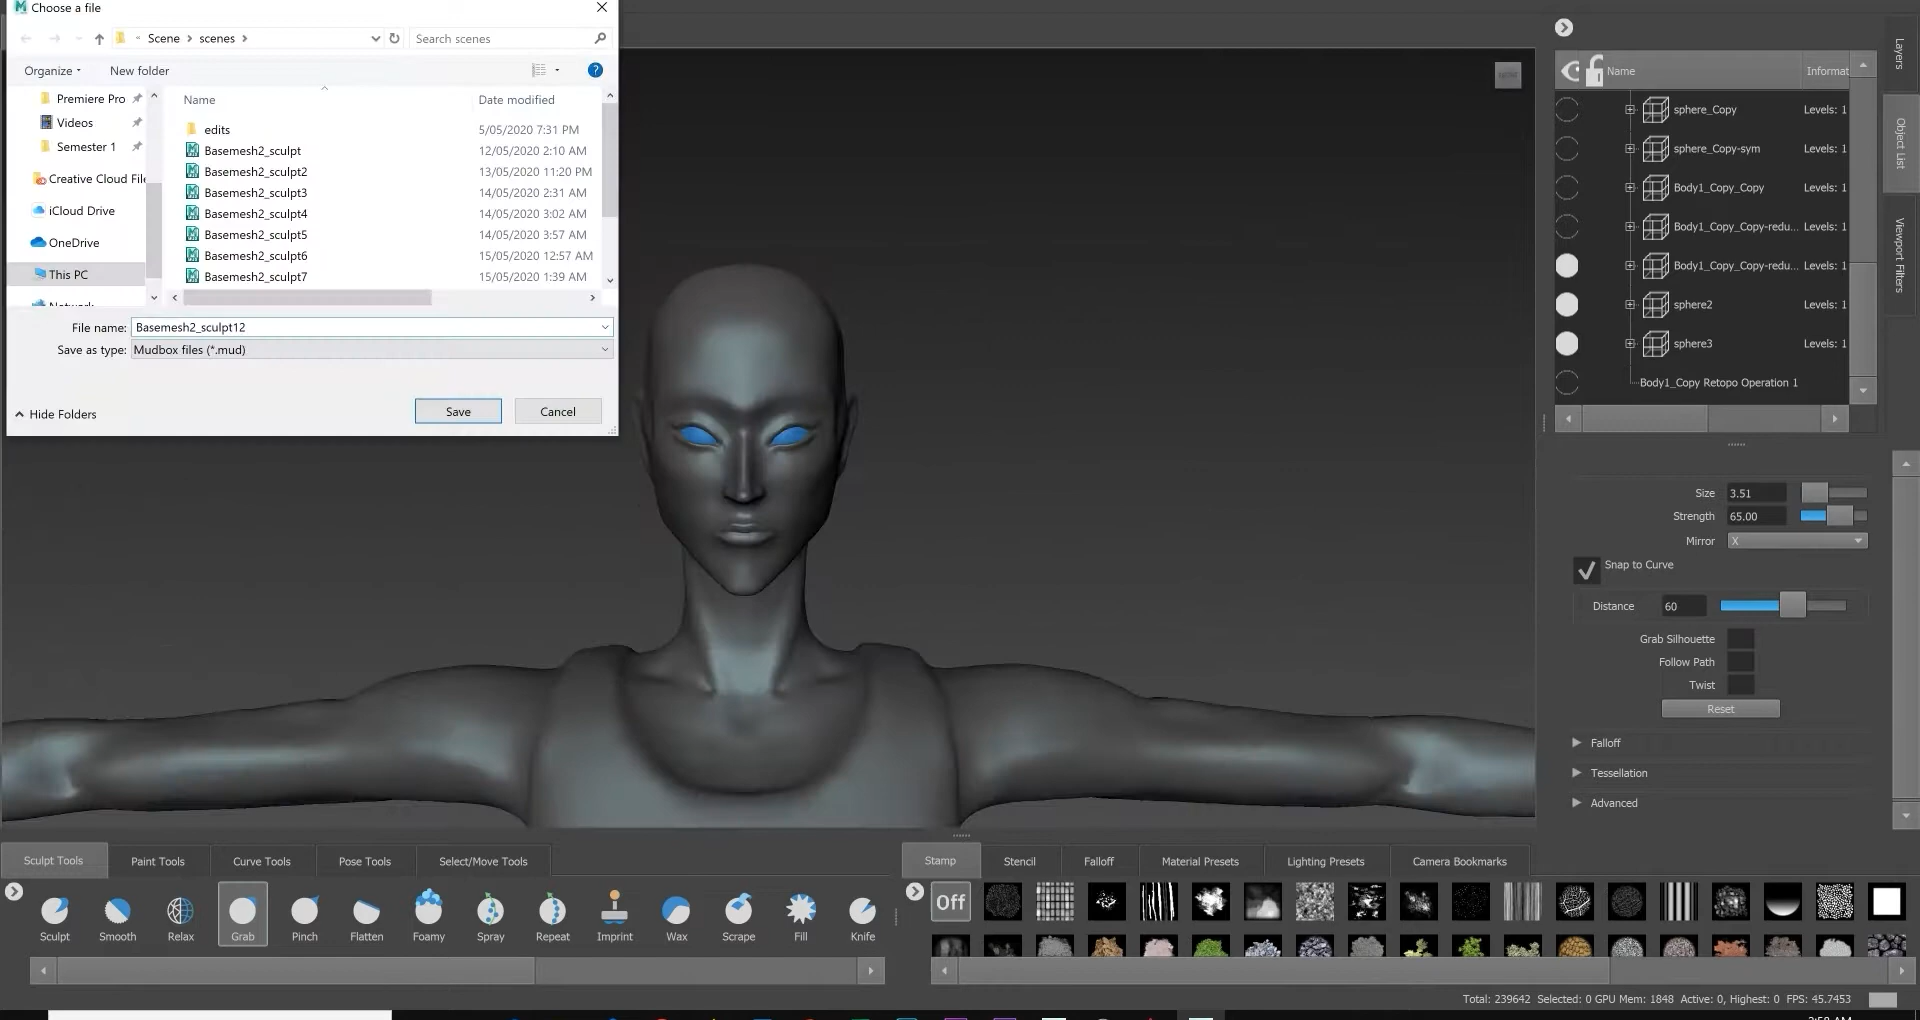 Choose a file
Scene scenes
Search scenes
Organize New folder
Name Date modified
Premiere Pro
Videos
Semester 1
Creative Cloud File
iCloud Drive
OneDrive
This PC
Network
edits 5/05/2020 7:31 PM
Basemesh2_sculpt 12/05/2020 2:10 AM
Basemesh2_sculpt2 13/05/2020 11:20 PM
Basemesh2_sculpt3 14/05/2020 2:31 AM
Basemesh2_sculpt4 14/05/2020 3:02 AM
Basemesh2_sculpt5 14/05/2020 3:57 AM
Basemesh2_sculpt6 15/05/2020 12:57 AM
Basemesh2_sculpt7 15/05/2020 1:39 AM
File name: Basemesh2_sculpt12
Save as type: Mudbox files (*.mud)
Hide Folders
Save Cancel
Name Informat
sphere_Copy Levels: 1
sphere_Copy-sym Levels: 1
Body1_Copy_Copy Levels: 1
Body1_Copy_Copy-redu... Levels: 1
Body1_Copy_Copy-redu... Levels: 1
sphere2 Levels: 1
sphere3 Levels: 1
Body1_Copy Retopo Operation 1
Layers
Object List
Viewport Filters
Size 3.51
Strength 65.00
Mirror X
Snap to Curve
Distance 60
Grab Silhouette
Follow Path
Twist
Reset
Falloff
Tessellation
Advanced
Sculpt Tools Paint Tools Curve Tools Pose Tools Select/Move Tools
Sculpt Smooth Relax Grab Pinch Flatten Foamy Spray Repeat Imprint Wax Scrape Fill Knife
Stamp Stencil Falloff Material Presets Lighting Presets Camera Bookmarks
Off
Total: 239642 Selected: 0 GPU Mem: 1848 Active: 0, Highest: 0 FPS: 45.7453